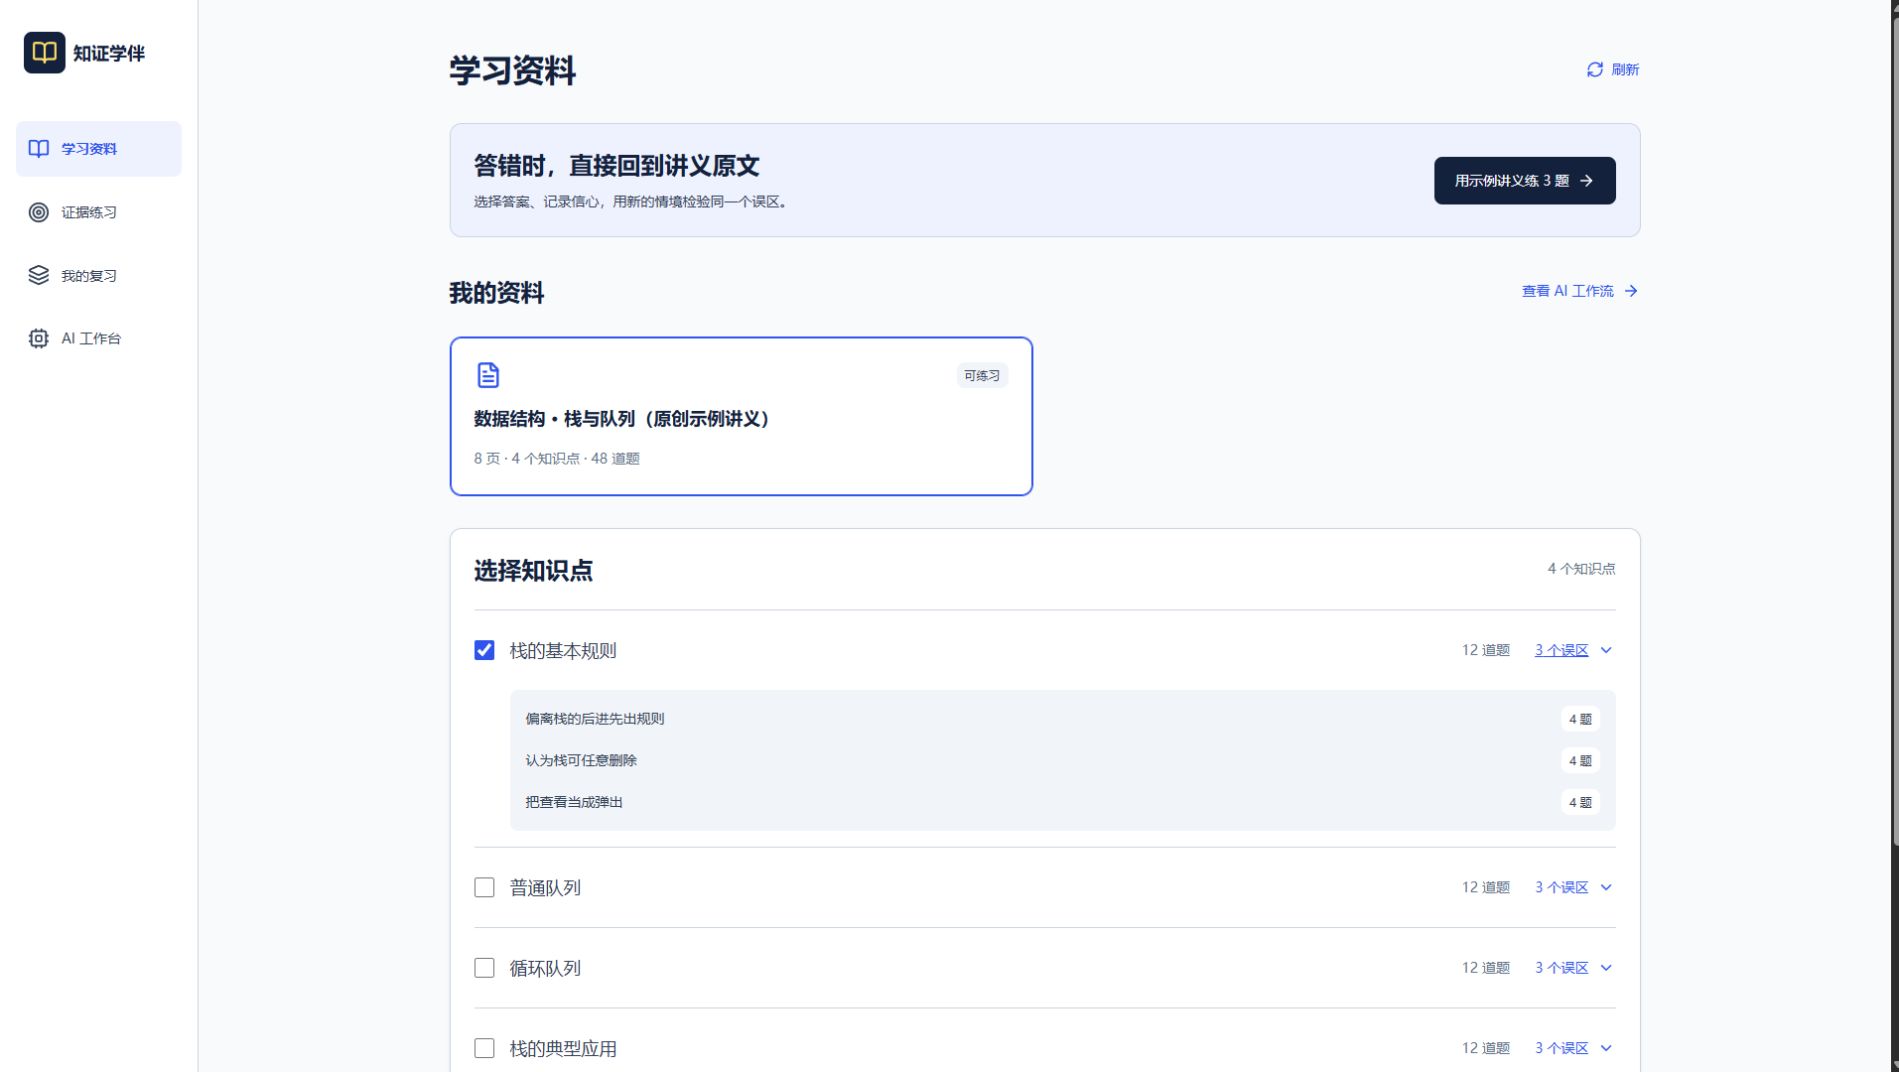 知证学伴
学习资料
证据练习
我的复习
AI 工作台
学习资料
刷新
答错时，直接回到讲义原文
选择答案、记录信心，用新的情境检验同一个误区。
用示例讲义练 3 题
我的资料
查看 AI 工作流
可练习
数据结构·栈与队列（原创示例讲义）
8 页 · 4 个知识点 · 48 道题
选择知识点
4 个知识点
栈的基本规则
12 道题
3 个误区
偏离栈的后进先出规则
4 题
认为栈可任意删除
4 题
把查看当成弹出
4 题
普通队列
12 道题
3 个误区
循环队列
12 道题
3 个误区
栈的典型应用
12 道题
3 个误区